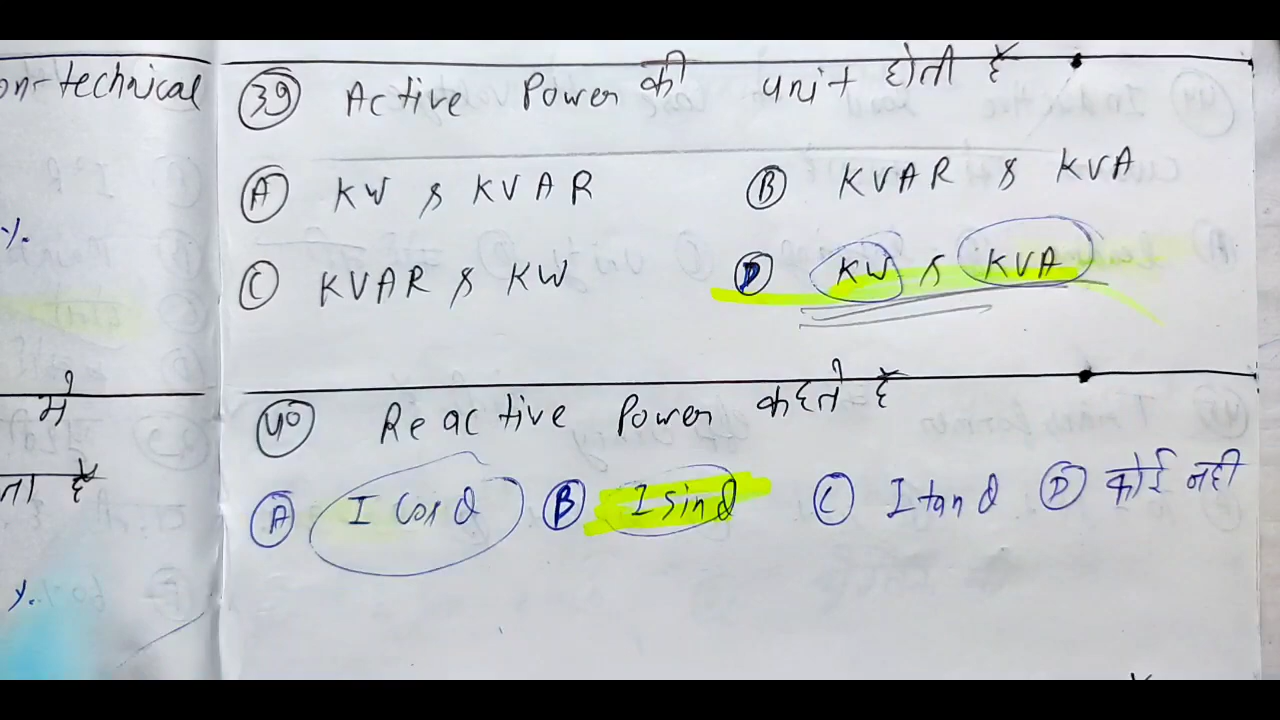 on-technical
%.
मे
ता है
%.
39 Active Power की unit होती है
A KW & KVAR B KVAR & KVA
C KVAR & KW D KW & KVA
40 Reactive Power कहते है
A I Cos θ B I sin θ C I tan θ D कोई नही